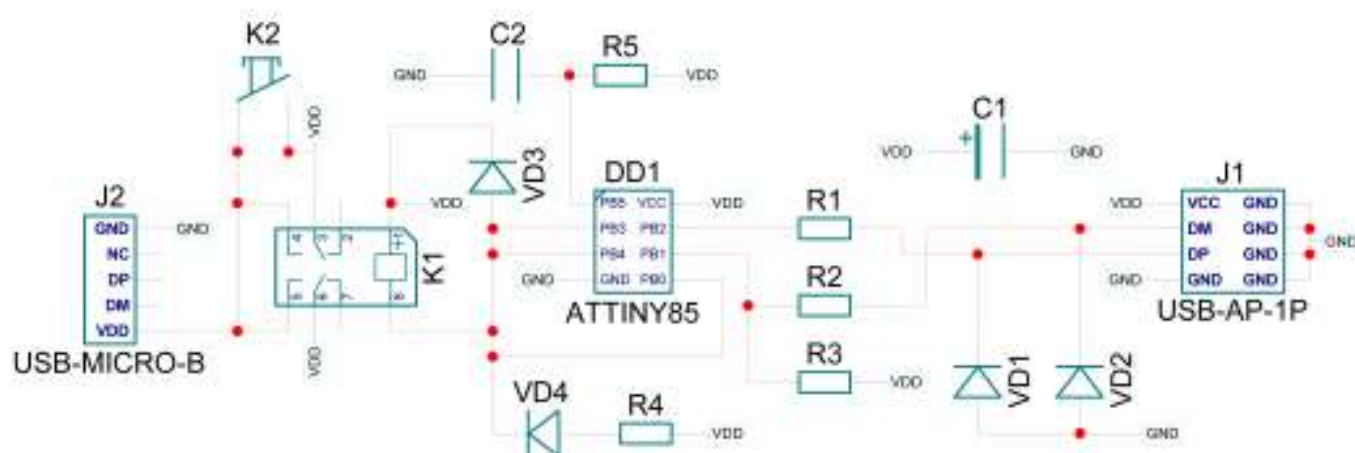 K2
C2
R5
GND
VDD
VDD
C1
VDD
+
GND
VD3
DD1
J2
J1
GND
GND
VDD
PB5 VCC
VDD
R1
VDD
VCC GND
NC
PB3 PB2
DM GND
GND
DP
K1
PB4 PB1
DP GND
DM
GND
GND PB0
R2
GND
GND GND
VDD
ATTINY85
USB-AP-1P
USB-MICRO-B
VDD
R3
VDD
VD1
VD2
VD4
R4
VDD
GND